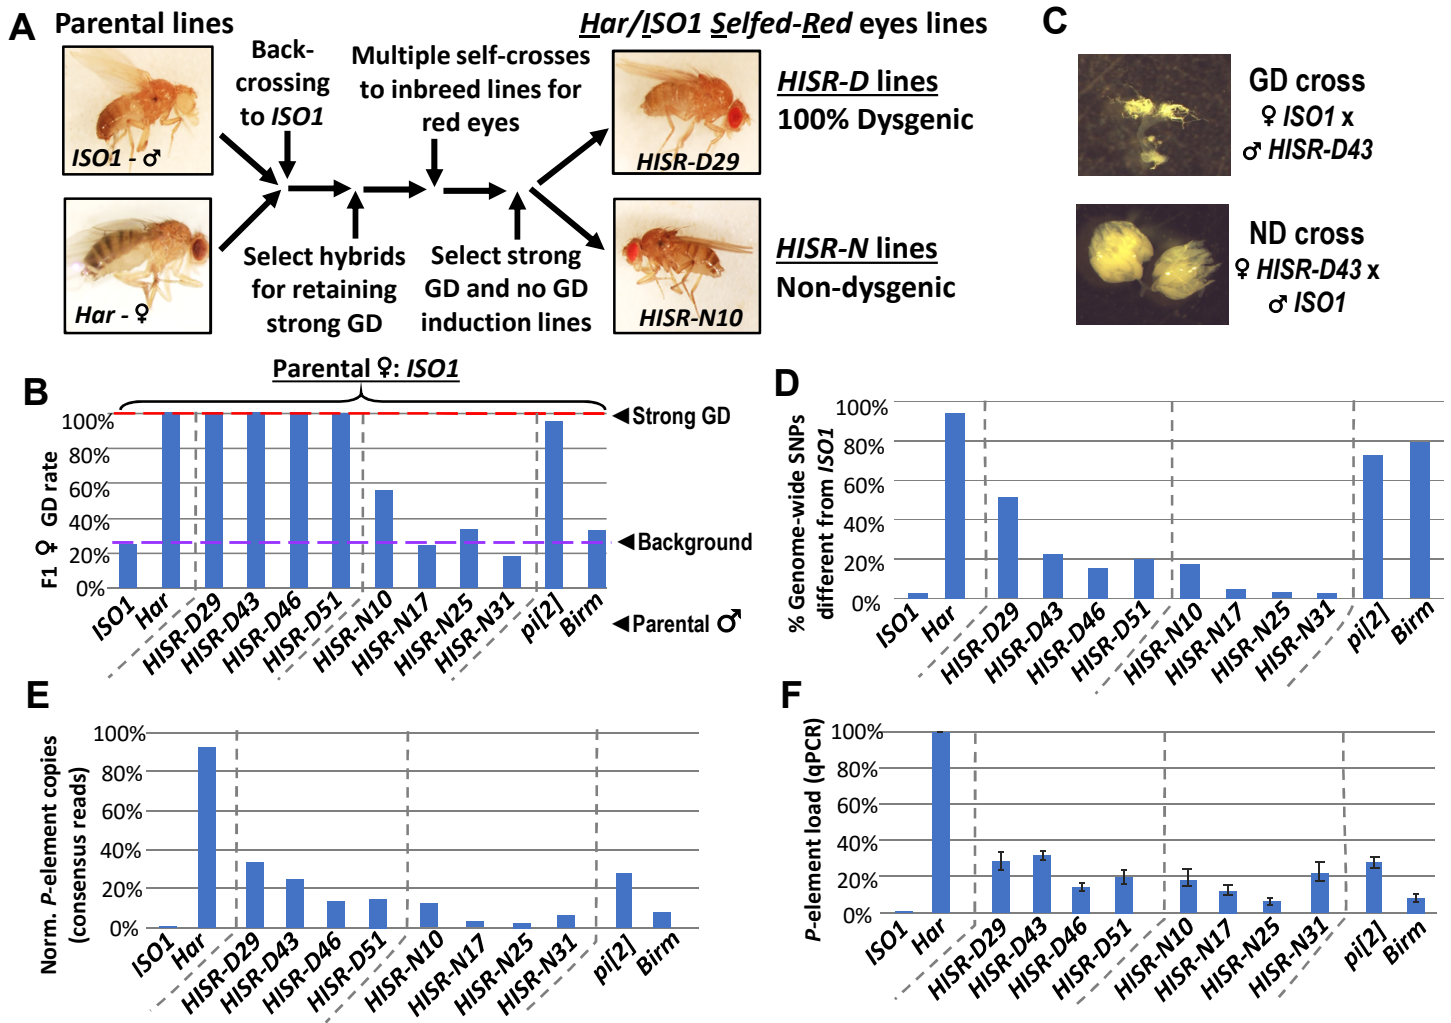 A
Parental lines
Har/ISO1 Selfed-Red eyes lines
Back-
crossing
to ISO1
Multiple self-crosses
to inbreed lines for
red eyes
ISO1 - ♂
Har - ♀
Select hybrids
for retaining
strong GD
Select strong
GD and no GD
induction lines
HISR-D29
HISR-N10
HISR-D lines
100% Dysgenic
HISR-N lines
Non-dysgenic
C
GD cross
♀ ISO1 x
♂ HISR-D43
ND cross
♀ HISR-D43 x
♂ ISO1
B
Parental ♀: ISO1
F1 ♀ GD rate
100%
80%
60%
40%
20%
0%
Strong GD
Background
Parental ♂
ISO1
Har
HISR-D29
HISR-D43
HISR-D46
HISR-D51
HISR-N10
HISR-N17
HISR-N25
HISR-N31
pi[2]
Birm
D
% Genome-wide SNPs
different from ISO1
100%
80%
60%
40%
20%
0%
ISO1
Har
HISR-D29
HISR-D43
HISR-D46
HISR-D51
HISR-N10
HISR-N17
HISR-N25
HISR-N31
pi[2]
Birm
E
Norm. P-element copies
(consensus reads)
100%
80%
60%
40%
20%
0%
ISO1
Har
HISR-D29
HISR-D43
HISR-D46
HISR-D51
HISR-N10
HISR-N17
HISR-N25
HISR-N31
pi[2]
Birm
F
P-element load (qPCR)
100%
80%
60%
40%
20%
0%
ISO1
Har
HISR-D29
HISR-D43
HISR-D46
HISR-D51
HISR-N10
HISR-N17
HISR-N25
HISR-N31
pi[2]
Birm